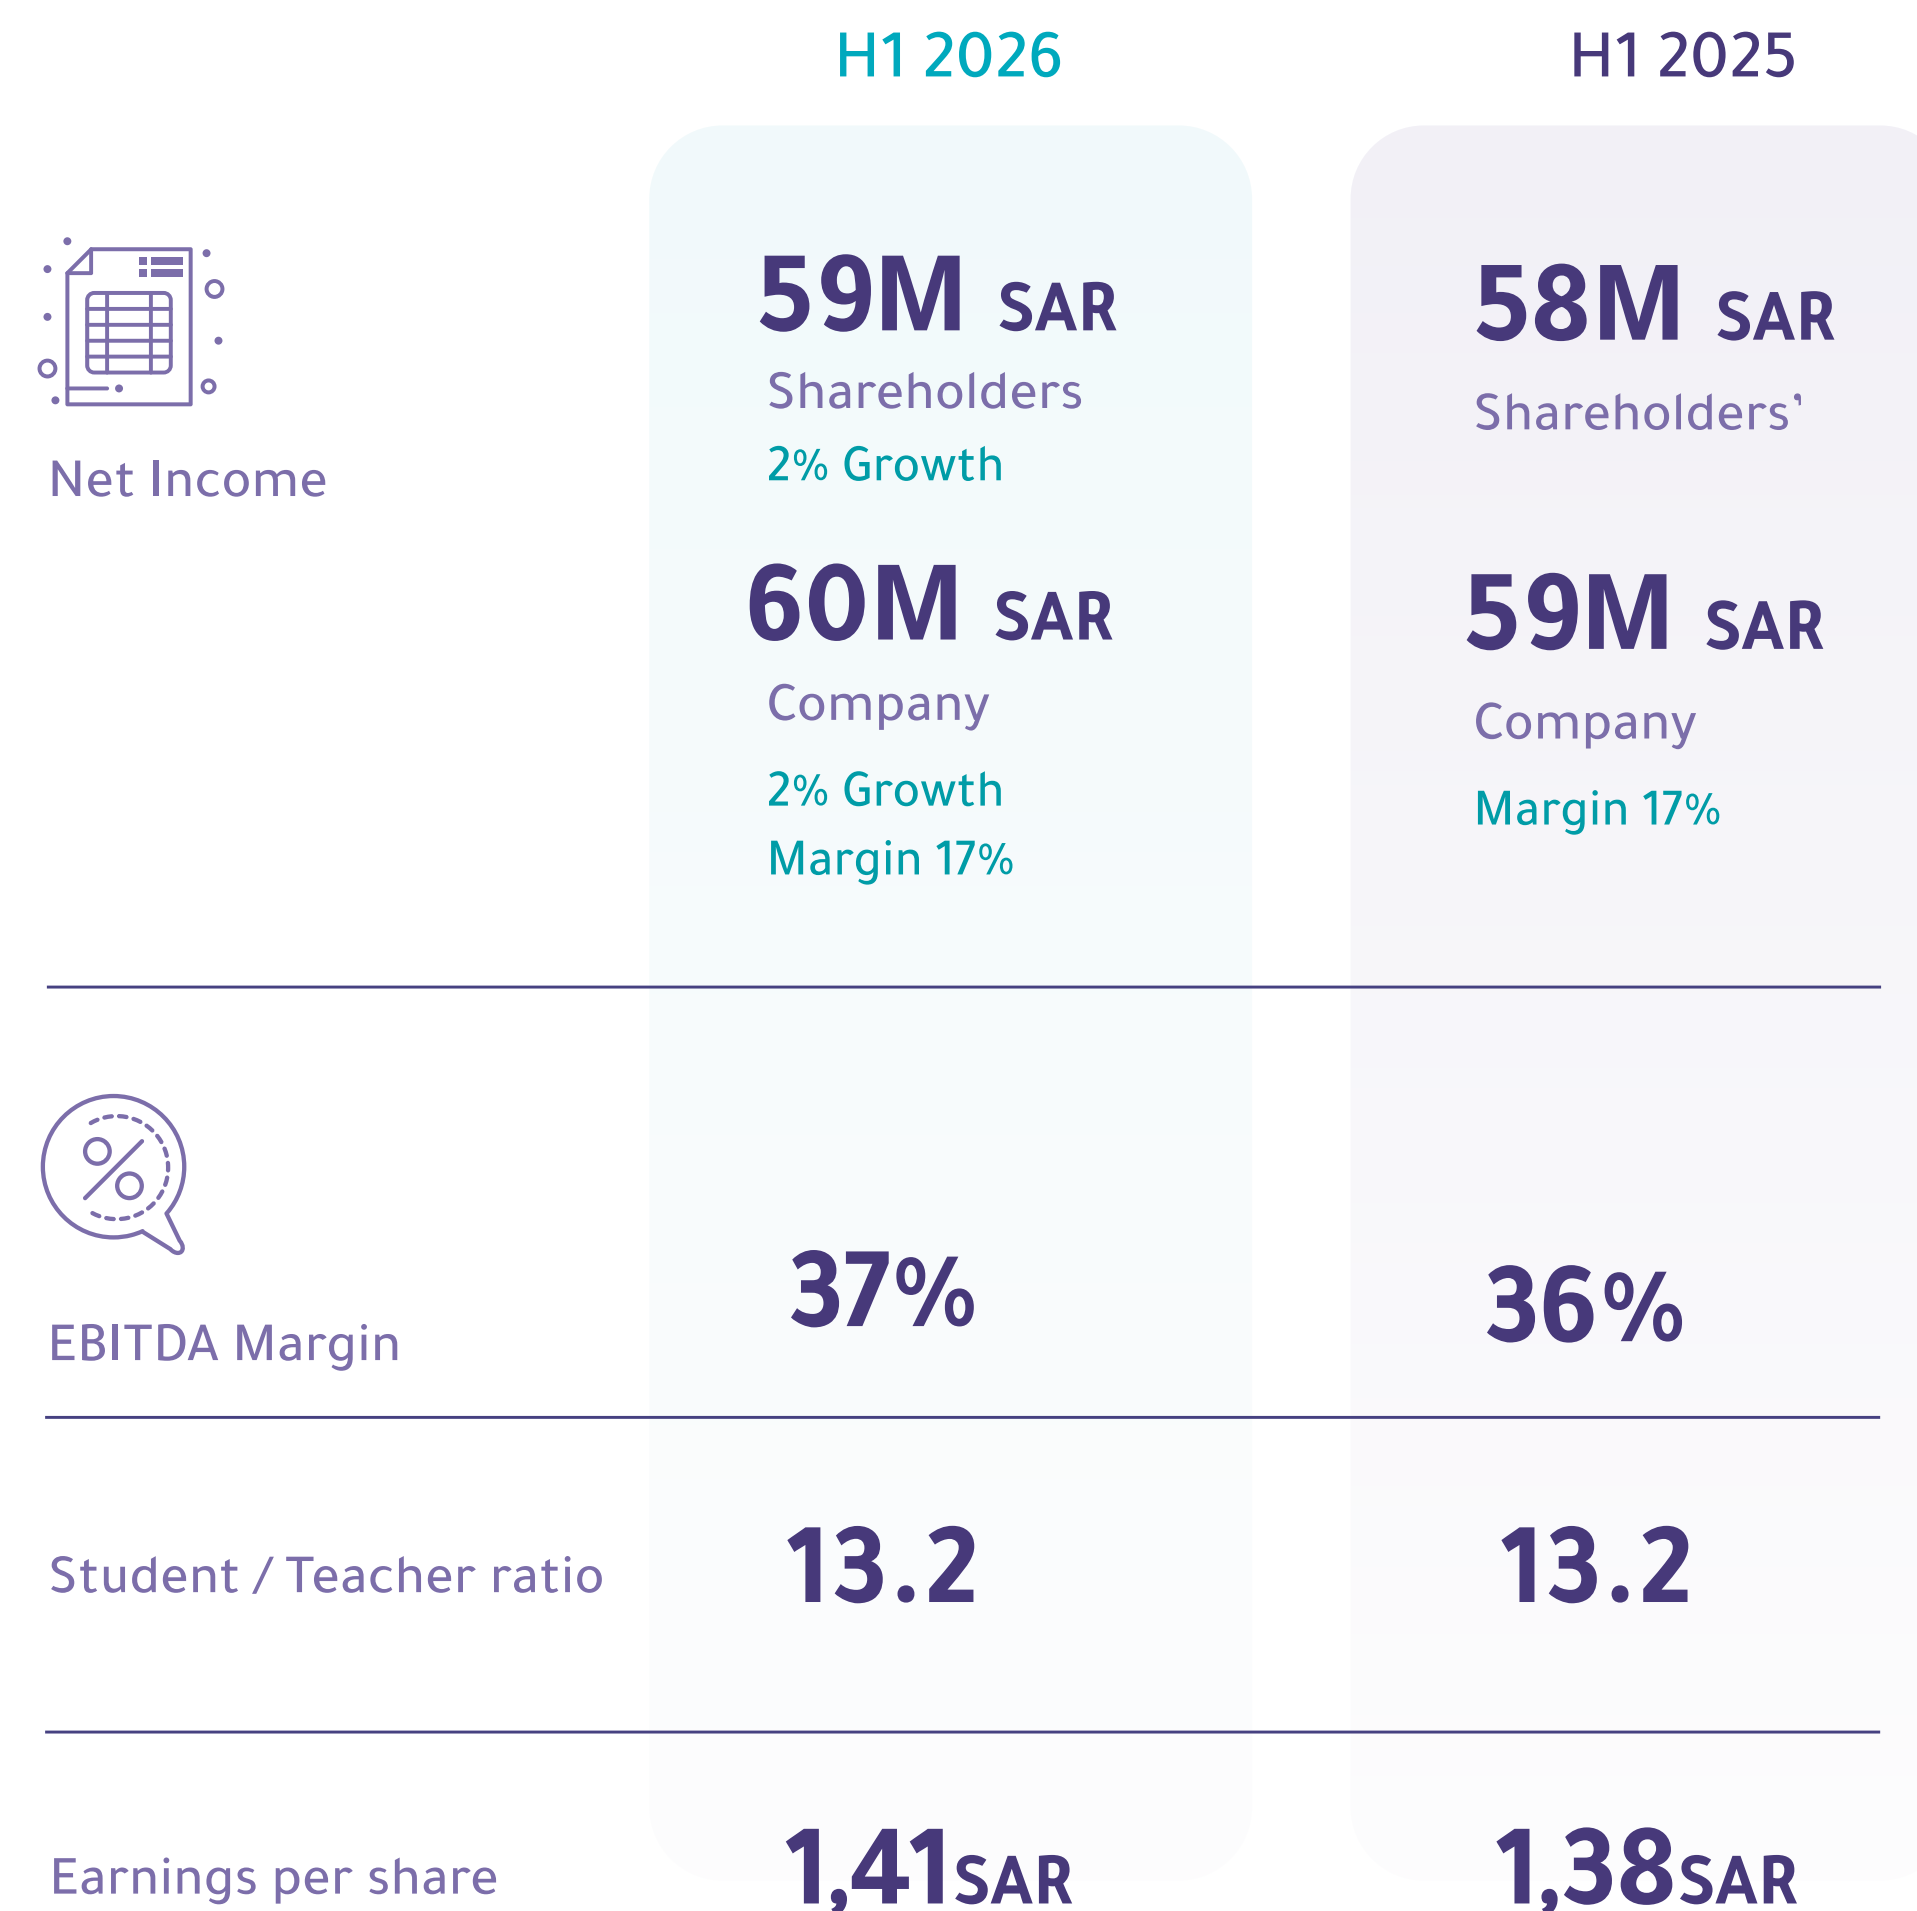 H1 2026 H1 2025
59M SAR 58M SAR
Shareholders Shareholders'
2% Growth
Net Income
60M SAR 59M SAR
Company Company
2% Growth
Margin 17%
Margin 17%
37% 36%
EBITDA Margin
Student / Teacher ratio 13.2 13.2
Earnings per share 1,41SAR 1,38SAR